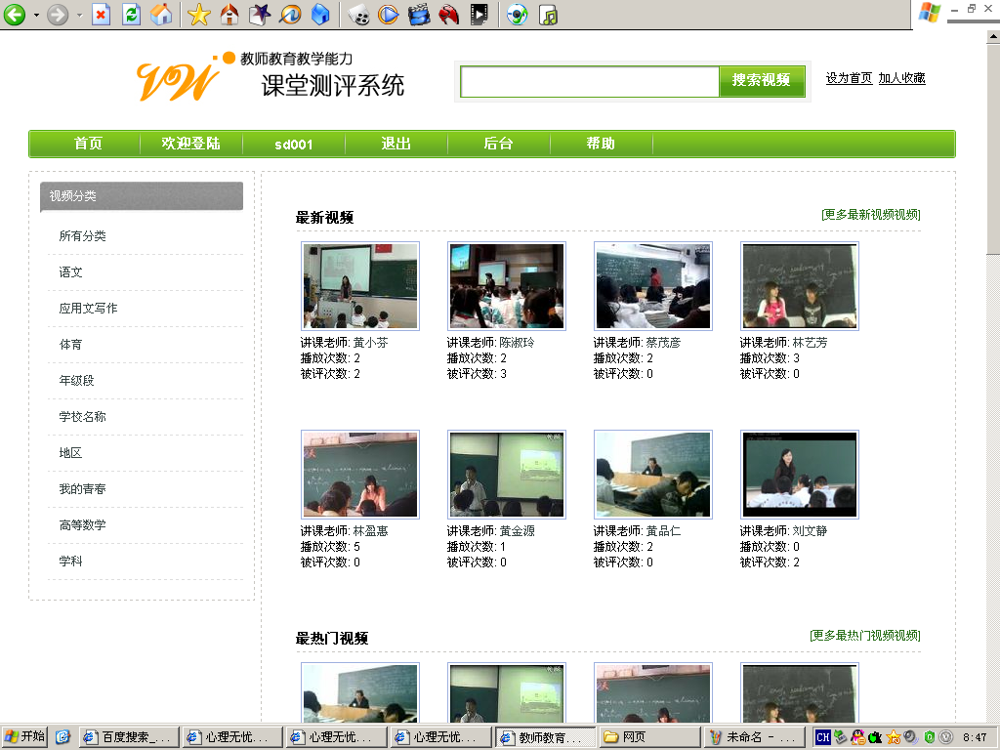 教师教育教学能力
课堂测评系统
搜索视频
设为首页 加入收藏
首页 欢迎登陆 sd001 退出 后台 帮助
视频分类
所有分类
语文
应用文写作
体育
年级段
学校名称
地区
我的青春
高等数学
学科
最新视频 [更多最新视频视频]
讲课老师: 黄小芬
播放次数: 2
被评次数: 2
讲课老师: 陈淑玲
播放次数: 2
被评次数: 3
讲课老师: 蔡茂彦
播放次数: 2
被评次数: 0
讲课老师: 林艺芳
播放次数: 3
被评次数: 0
讲课老师: 林盈惠
播放次数: 5
被评次数: 0
讲课老师: 黄金源
播放次数: 1
被评次数: 0
讲课老师: 黄品仁
播放次数: 2
被评次数: 0
讲课老师: 刘文静
播放次数: 0
被评次数: 2
最热门视频 [更多最热门视频视频]
开始 百度搜索_... 心理无忧... 心理无忧... 心理无忧... 教师教育... 网页 未命名 - ... CH 8:47